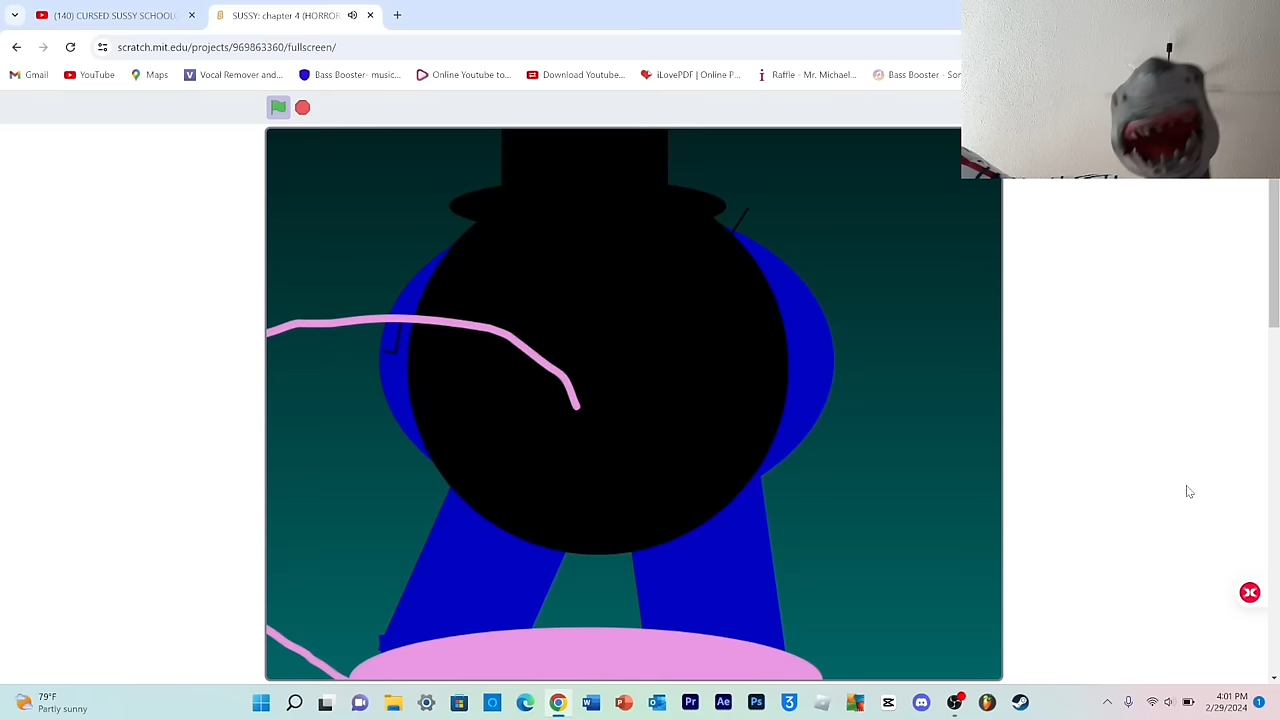 (140) CURSED SUSSY SCHOOL
SUSSY: chapter 4 (HORROR
scratch.mit.edu/projects/969863360/fullscreen/
Gmail
YouTube
Maps
Vocal Remover and...
Bass Booster- music...
Online Youtube to...
Download Youtube...
iLovePDF | Online P...
Raffle - Mr. Michael...
Bass Booster - Son
79°F
Partly sunny
4:01 PM
2/29/2024